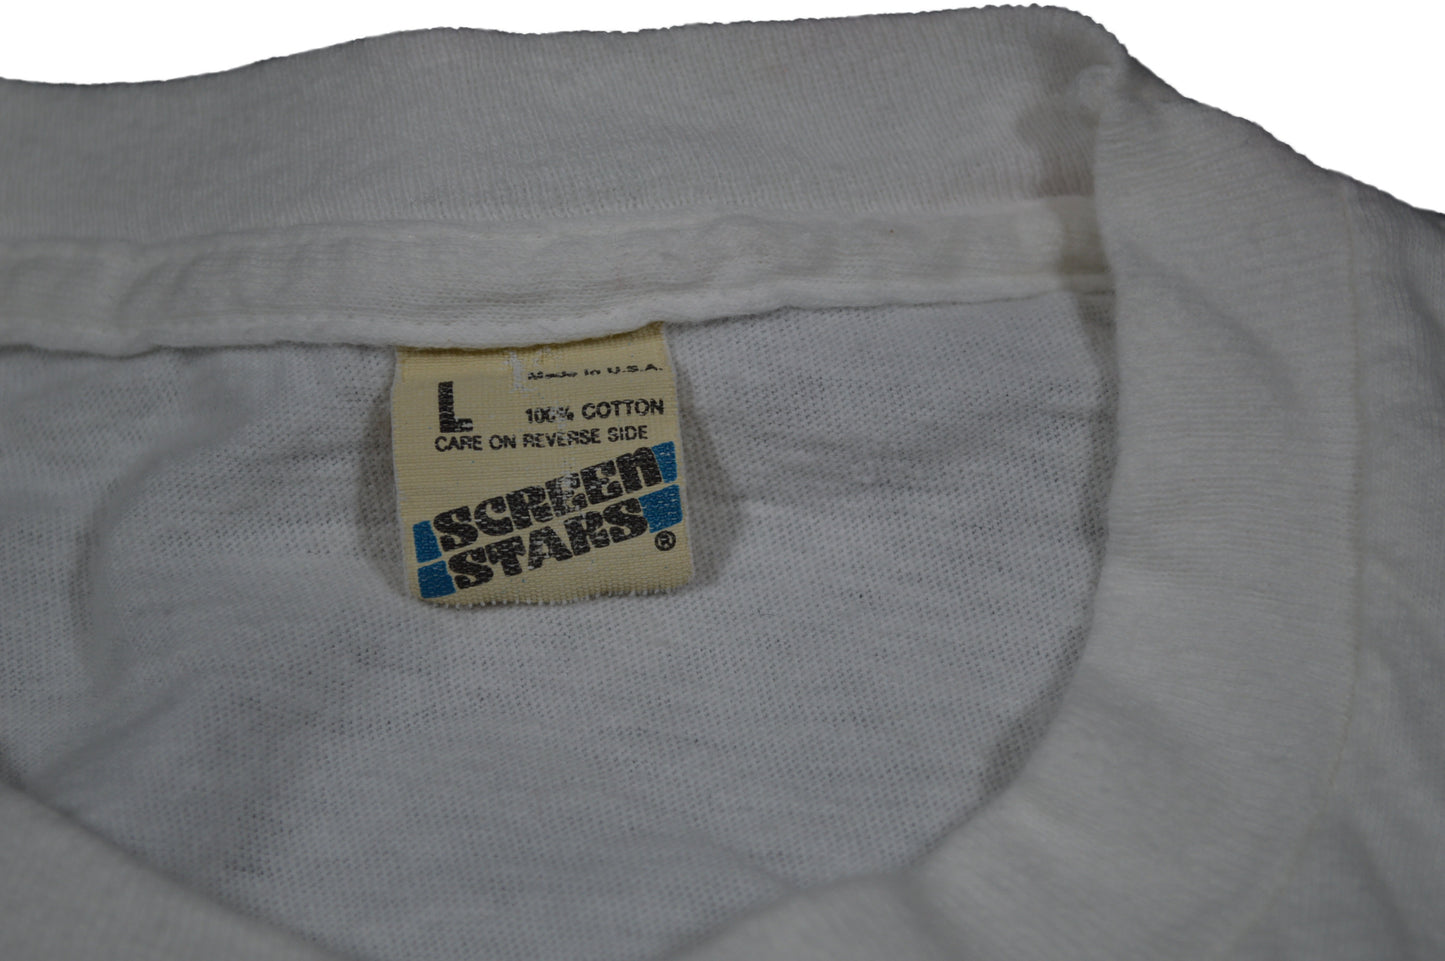 Made in U.S.A.
L
100% COTTON
CARE ON REVERSE SIDE
SCREEN
STARS
®